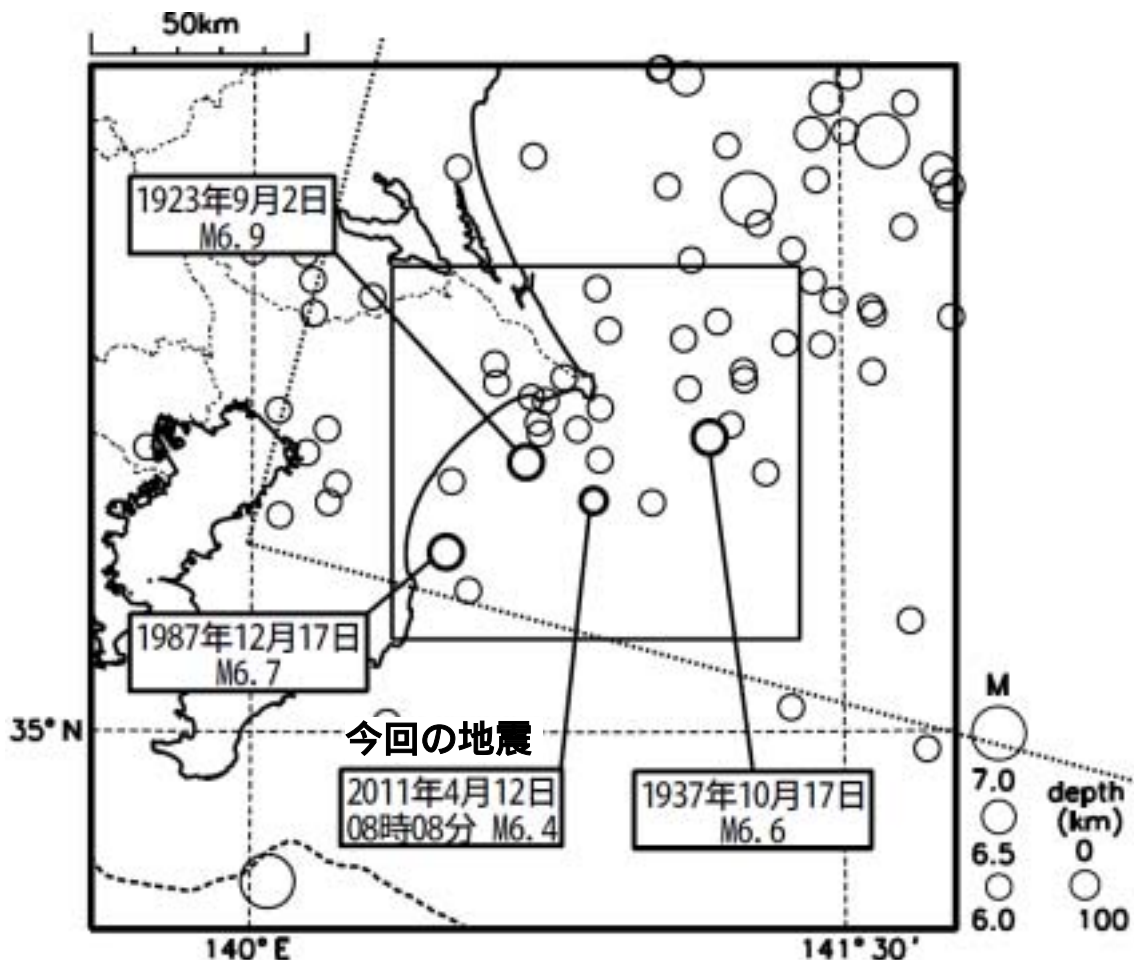 50km
1923年9月2日
M6.9
1987年12月17日
M6.7
35°N
今回の地震
2011年4月12日
08時08分 M6.4
1937年10月17日
M6.6
M
7.0
6.5
6.0
depth
(km)
0
100
140°E
141°30'